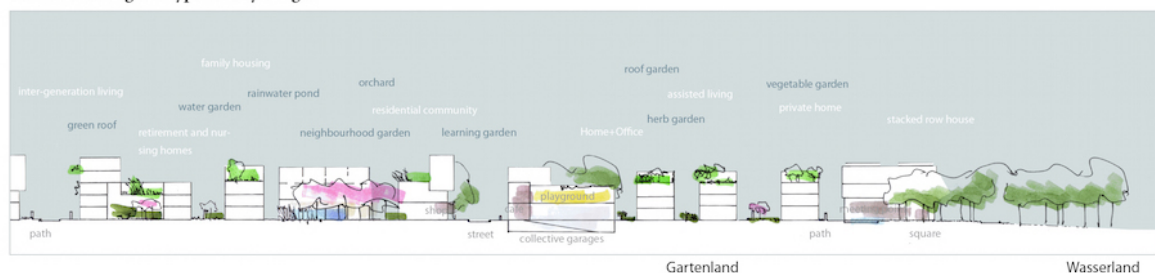 family housing
roof garden
orchard
vegetable garden
inter-generation living
rainwater pond
assisted living
water garden
residential community
private home
green roof
herb garden
stacked row house
retirement and nur-
sing homes
neighbourhood garden
learning garden
Home+Office
playground
café
path
street
collective garages
path
square
Gartenland
Wasserland